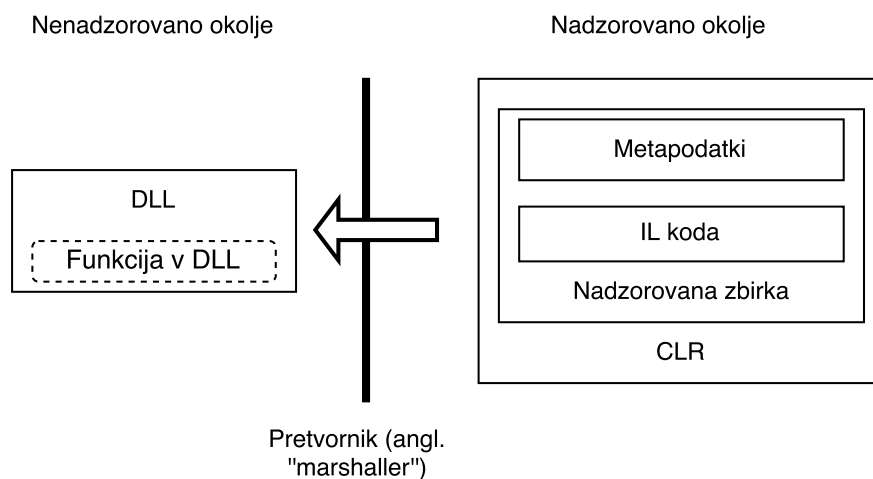 Nenadzorovano okolje
Nadzorovano okolje
DLL
Funkcija v DLL
Metapodatki
IL koda
Nadzorovana zbirka
CLR
Pretvornik (angl.
"marshaller")